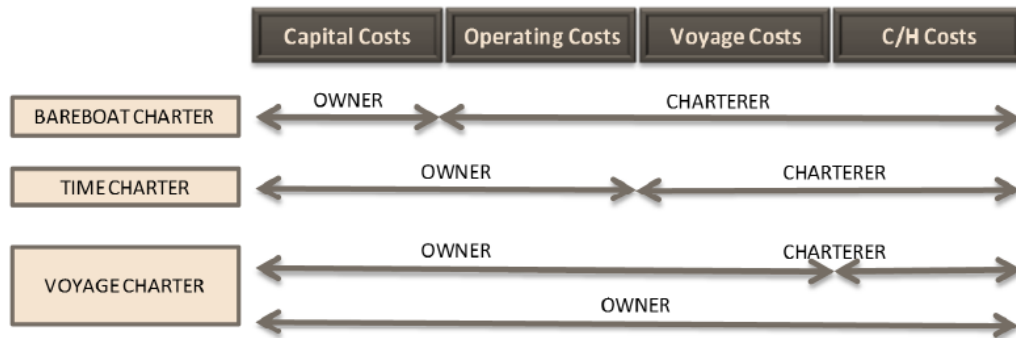 Capital Costs Operating Costs Voyage Costs C/H Costs
BAREBOAT CHARTER OWNER CHARTERER
TIME CHARTER OWNER CHARTERER
VOYAGE CHARTER OWNER CHARTERER
OWNER